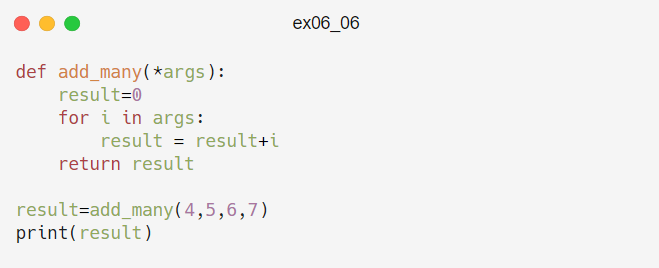 ex06_06
def add_many(*args):
    result=0
    for i in args:
        result = result+i
    return result
result=add_many(4,5,6,7)
print(result)